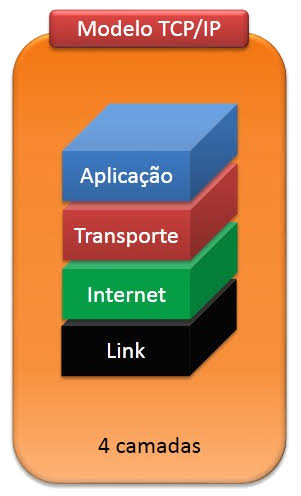 Modelo TCP/IP
Aplicação
Transporte
Internet
Link
4 camadas